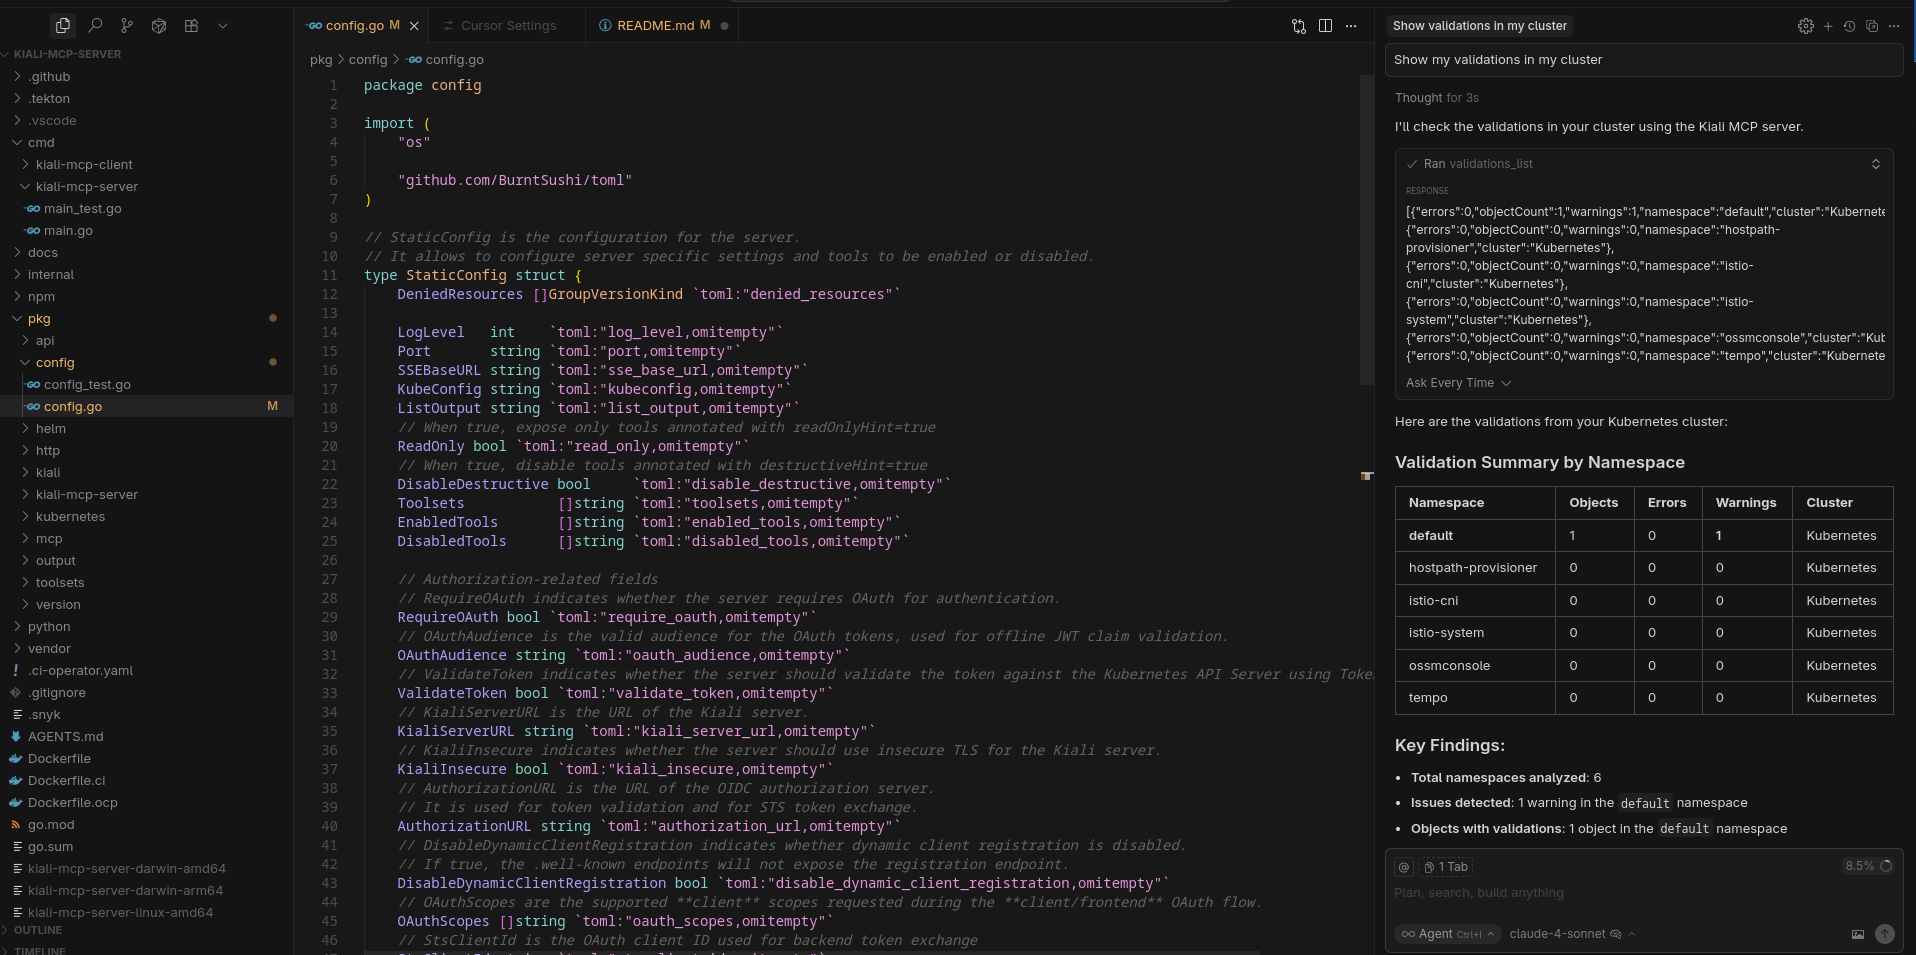 KIALI-MCP-SERVER
.github
.tekton
.vscode
cmd
kiali-mcp-client
kiali-mcp-server
main_test.go
main.go
docs
internal
npm
pkg
api
config
config_test.go
config.go M
helm
http
kiali
kiali-mcp-server
kubernetes
mcp
output
toolsets
version
python
vendor
.ci-operator.yaml
.gitignore
.snyk
AGENTS.md
Dockerfile
Dockerfile.ci
Dockerfile.ocp
go.mod
go.sum
kiali-mcp-server-darwin-amd64
kiali-mcp-server-darwin-arm64
kiali-mcp-server-linux-amd64
OUTLINE
TIMELINE
config.go M
Cursor Settings
README.md M
pkg > config > config.go
1 package config
2
3 import (
4 "os"
5
6 "github.com/BurntSushi/toml"
7 )
8
9 // StaticConfig is the configuration for the server.
10 // It allows to configure server specific settings and tools to be enabled or disabled.
11 type StaticConfig struct {
12 DeniedResources []GroupVersionKind `toml:"denied_resources"`
13
14 LogLevel int `toml:"log_level,omitempty"`
15 Port string `toml:"port,omitempty"`
16 SSEBaseURL string `toml:"sse_base_url,omitempty"`
17 KubeConfig string `toml:"kubeconfig,omitempty"`
18 ListOutput string `toml:"list_output,omitempty"`
19 // When true, expose only tools annotated with readOnlyHint=true
20 ReadOnly bool `toml:"read_only,omitempty"`
21 // When true, disable tools annotated with destructiveHint=true
22 DisableDestructive bool `toml:"disable_destructive,omitempty"`
23 Toolsets []string `toml:"toolsets,omitempty"`
24 EnabledTools []string `toml:"enabled_tools,omitempty"`
25 DisabledTools []string `toml:"disabled_tools,omitempty"`
26
27 // Authorization-related fields
28 // RequireOAuth indicates whether the server requires OAuth for authentication.
29 RequireOAuth bool `toml:"require_oauth,omitempty"`
30 // OAuthAudience is the valid audience for the OAuth tokens, used for offline JWT claim validation.
31 OAuthAudience string `toml:"oauth_audience,omitempty"`
32 // ValidateToken indicates whether the server should validate the token against the Kubernetes API Server using Toke
33 ValidateToken bool `toml:"validate_token,omitempty"`
34 // KialiServerURL is the URL of the Kiali server.
35 KialiServerURL string `toml:"kiali_server_url,omitempty"`
36 // KialiInsecure indicates whether the server should use insecure TLS for the Kiali server.
37 KialiInsecure bool `toml:"kiali_insecure,omitempty"`
38 // AuthorizationURL is the URL of the OIDC authorization server.
39 // It is used for token validation and for STS token exchange.
40 AuthorizationURL string `toml:"authorization_url,omitempty"`
41 // DisableDynamicClientRegistration indicates whether dynamic client registration is disabled.
42 // If true, the .well-known endpoints will not expose the registration endpoint.
43 DisableDynamicClientRegistration bool `toml:"disable_dynamic_client_registration,omitempty"`
44 // OAuthScopes are the supported **client** scopes requested during the **client/frontend** OAuth flow.
45 OAuthScopes []string `toml:"oauth_scopes,omitempty"`
46 // StsClientId is the OAuth client ID used for backend token exchange
Show validations in my cluster
Show my validations in my cluster
Thought for 3s
I'll check the validations in your cluster using the Kiali MCP server.
Ran validations_list
RESPONSE
[{"errors":0,"objectCount":1,"warnings":1,"namespace":"default","cluster":"Kubernete
{"errors":0,"objectCount":0,"warnings":0,"namespace":"hostpath-
provisioner","cluster":"Kubernetes"},
{"errors":0,"objectCount":0,"warnings":0,"namespace":"istio-
cni","cluster":"Kubernetes"},
{"errors":0,"objectCount":0,"warnings":0,"namespace":"istio-
system","cluster":"Kubernetes"},
{"errors":0,"objectCount":0,"warnings":0,"namespace":"ossmconsole","cluster":"Kub
{"errors":0,"objectCount":0,"warnings":0,"namespace":"tempo","cluster":"Kubernete
Ask Every Time
Here are the validations from your Kubernetes cluster:
Validation Summary by Namespace
Namespace Objects Errors Warnings Cluster
default 1 0 1 Kubernetes
hostpath-provisioner 0 0 0 Kubernetes
istio-cni 0 0 0 Kubernetes
istio-system 0 0 0 Kubernetes
ossmconsole 0 0 0 Kubernetes
tempo 0 0 0 Kubernetes
Key Findings:
• Total namespaces analyzed: 6
• Issues detected: 1 warning in the default namespace
• Objects with validations: 1 object in the default namespace
@ 1 Tab 8.5%
Plan, search, build anything
Agent Ctrl+I claude-4-sonnet